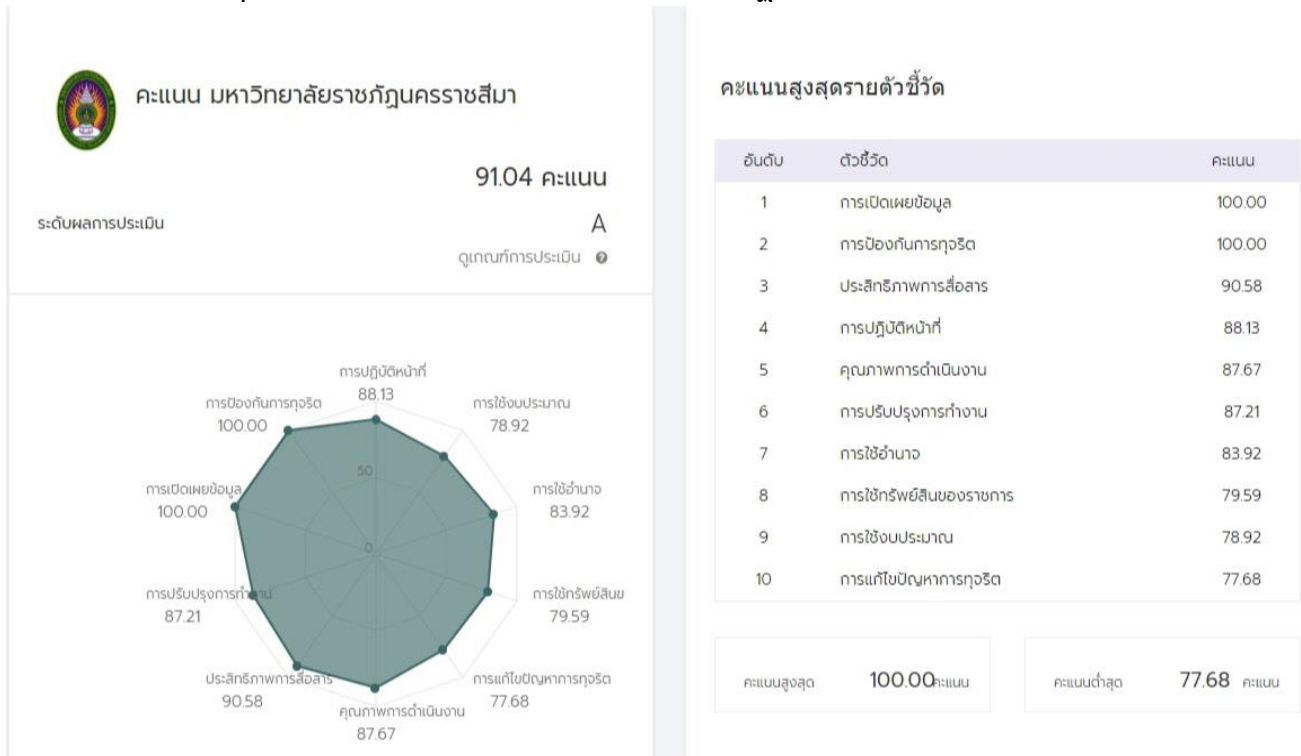 คะแนน มหาวิทยาลัยราชภัฏนครราชสีมา
91.04 คะแนน
ระดับผลการประเมิน A
ดูเกณฑ์การประเมิน
การปฏิบัติหน้าที่
88.13
การป้องกันการทุจริต
100.00
การใช้งบประมาณ
78.92
50
การเปิดเผยข้อมูล
100.00
การใช้อำนาจ
83.92
0
การปรับปรุงการทำงาน
87.21
การใช้ทรัพย์สินข
79.59
ประสิทธิภาพการสื่อสาร
90.58
การแก้ไขปัญหาการทุจริต
77.68
คุณภาพการดำเนินงาน
87.67
คะแนนสูงสุดรายตัวชี้วัด
อันดับ ตัวชี้วัด คะแนน
1 การเปิดเผยข้อมูล 100.00
2 การป้องกันการทุจริต 100.00
3 ประสิทธิภาพการสื่อสาร 90.58
4 การปฏิบัติหน้าที่ 88.13
5 คุณภาพการดำเนินงาน 87.67
6 การปรับปรุงการทำงาน 87.21
7 การใช้อำนาจ 83.92
8 การใช้ทรัพย์สินของราชการ 79.59
9 การใช้งบประมาณ 78.92
10 การแก้ไขปัญหาการทุจริต 77.68
คะแนนสูงสุด 100.00คะแนน
คะแนนต่ำสุด 77.68 คะแนน